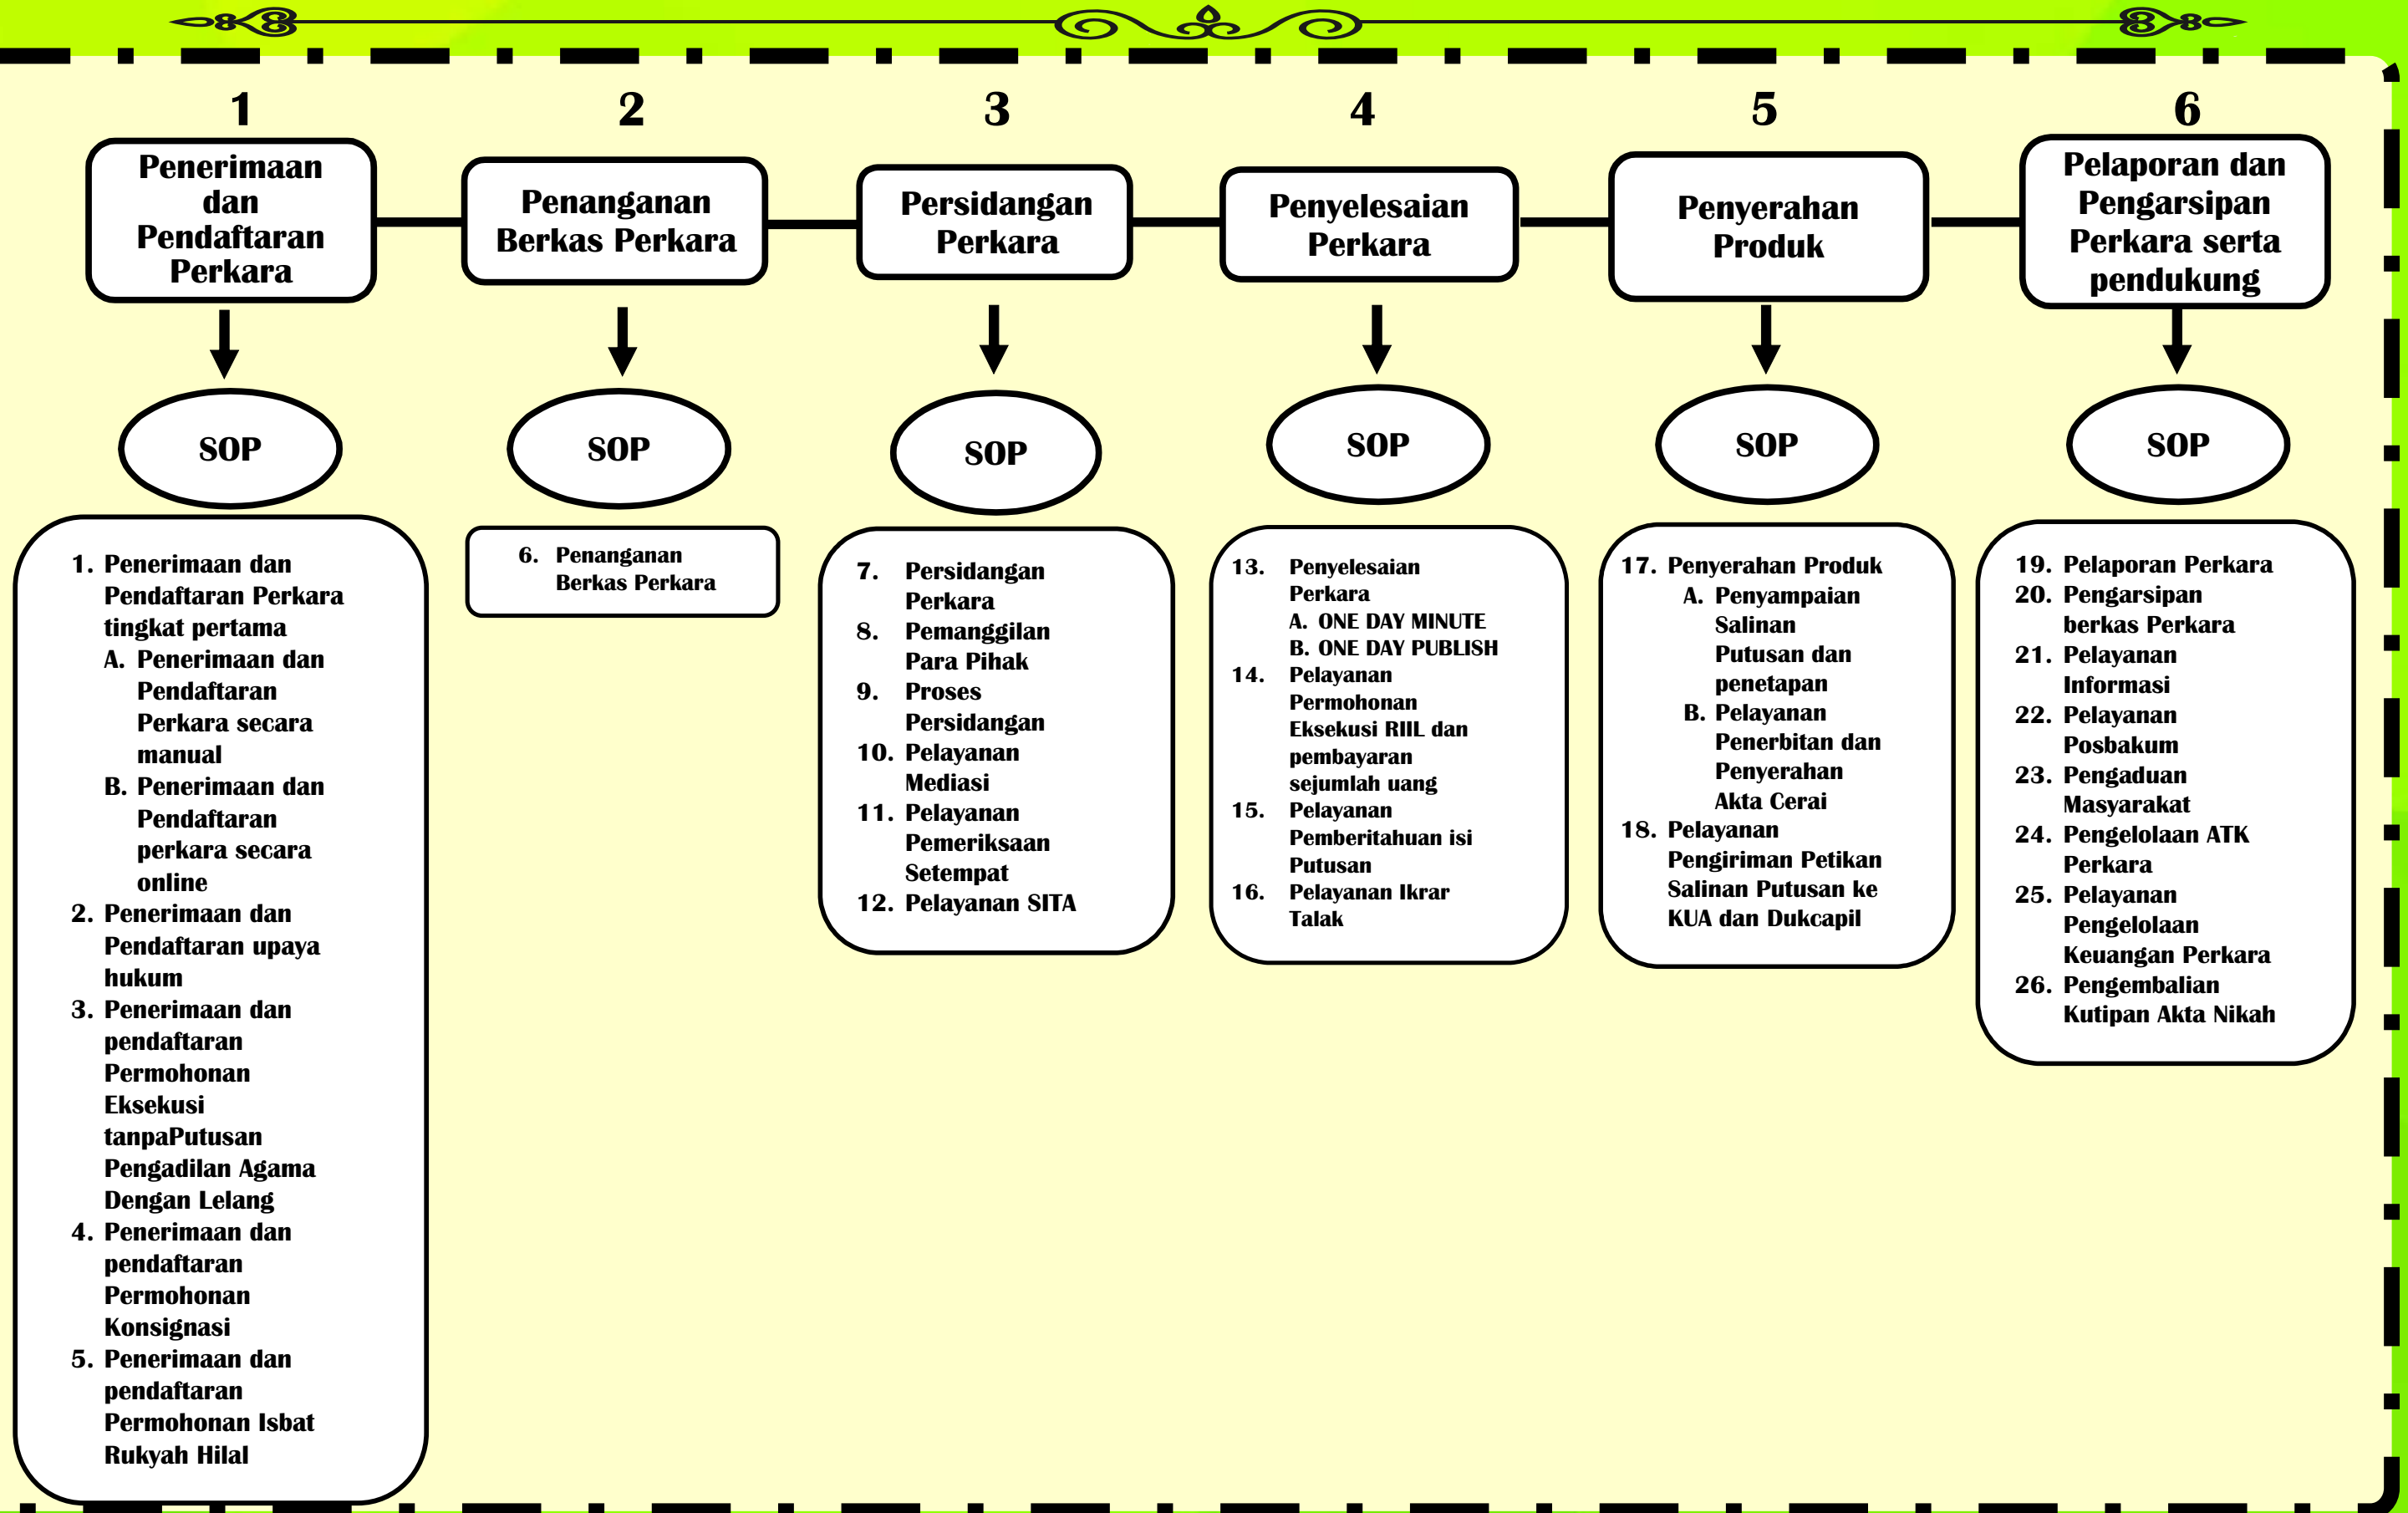 1
2
3
4
5
6
Penerimaan
dan
Pendaftaran
Perkara
Penanganan
Berkas Perkara
Persidangan
Perkara
Penyelesaian
Perkara
Penyerahan
Produk
Pelaporan dan
Pengarsipan
Perkara serta
pendukung
SOP
SOP
SOP
SOP
SOP
SOP
1. Penerimaan dan
Pendaftaran Perkara
tingkat pertama
A. Penerimaan dan
Pendaftaran
Perkara secara
manual
B. Penerimaan dan
Pendaftaran
perkara secara
online
2. Penerimaan dan
Pendaftaran upaya
hukum
3. Penerimaan dan
pendaftaran
Permohonan
Eksekusi
tanpaPutusan
Pengadilan Agama
Dengan Lelang
4. Penerimaan dan
pendaftaran
Permohonan
Konsignasi
5. Penerimaan dan
pendaftaran
Permohonan Isbat
Rukyah Hilal
6. Penanganan
Berkas Perkara
7. Persidangan
Perkara
8. Pemanggilan
Para Pihak
9. Proses
Persidangan
10. Pelayanan
Mediasi
11. Pelayanan
Pemeriksaan
Setempat
12. Pelayanan SITA
13. Penyelesaian
Perkara
A. ONE DAY MINUTE
B. ONE DAY PUBLISH
14. Pelayanan
Permohonan
Eksekusi RIIL dan
pembayaran
sejumlah uang
15. Pelayanan
Pemberitahuan isi
Putusan
16. Pelayanan Ikrar
Talak
17. Penyerahan Produk
A. Penyampaian
Salinan
Putusan dan
penetapan
B. Pelayanan
Penerbitan dan
Penyerahan
Akta Cerai
18. Pelayanan
Pengiriman Petikan
Salinan Putusan ke
KUA dan Dukcapil
19. Pelaporan Perkara
20. Pengarsipan
berkas Perkara
21. Pelayanan
Informasi
22. Pelayanan
Posbakum
23. Pengaduan
Masyarakat
24. Pengelolaan ATK
Perkara
25. Pelayanan
Pengelolaan
Keuangan Perkara
26. Pengembalian
Kutipan Akta Nikah